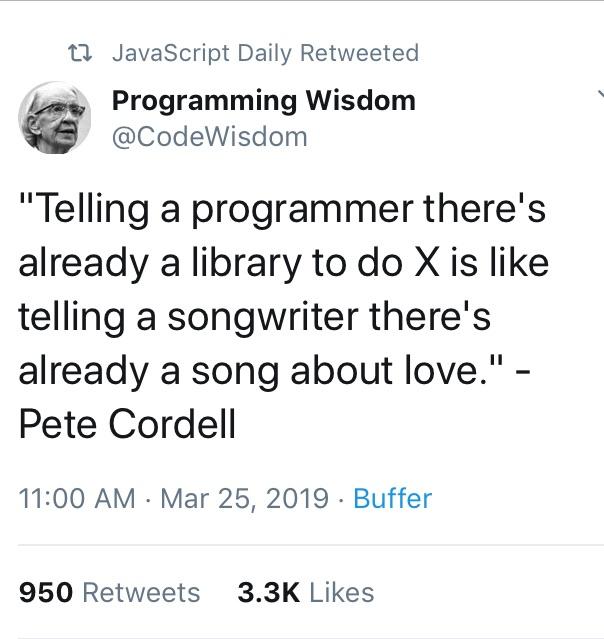 JavaScript Daily Retweeted
Programming Wisdom
@CodeWisdom
"Telling a programmer there's
already a library to do X is like
telling a songwriter there's
already a song about love." -
Pete Cordell
11:00 AM · Mar 25, 2019 · Buffer
950 Retweets 3.3K Likes